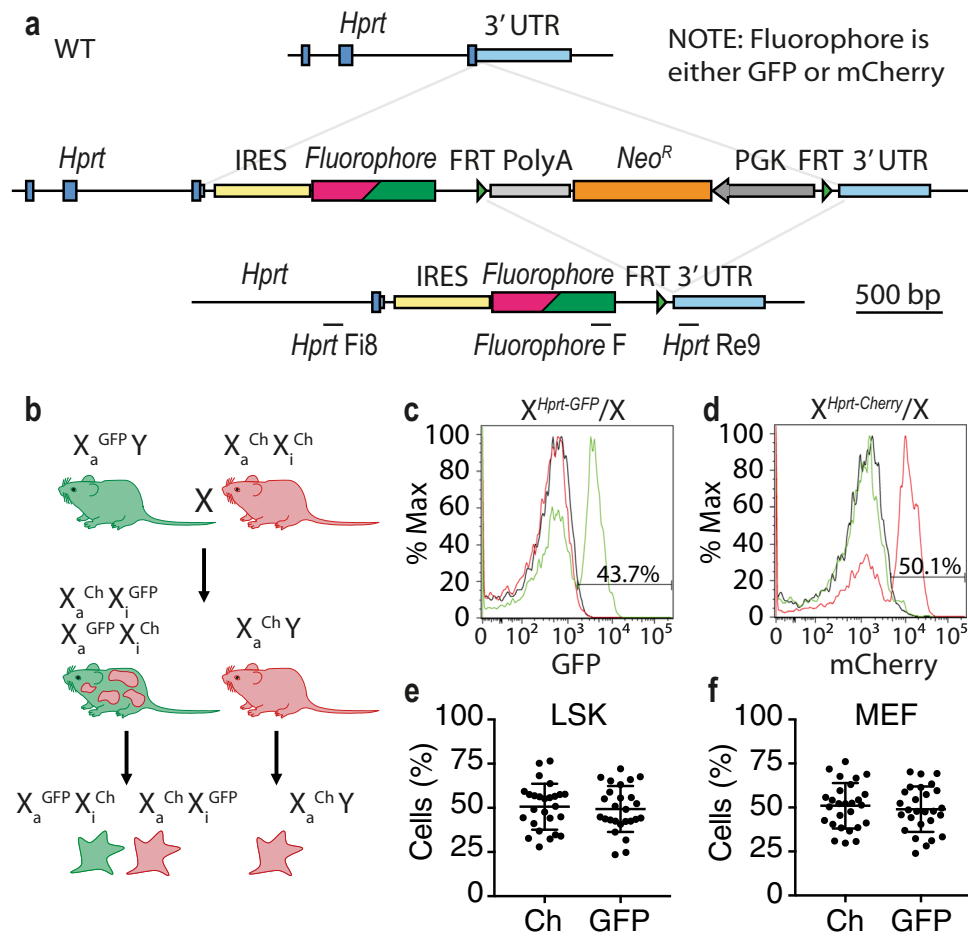 a
WT
Hprt
3’ UTR
NOTE: Fluorophore is
either GFP or mCherry
Hprt
IRES
Fluorophore
FRT
PolyA
Neo^R
PGK
FRT
3’ UTR
Hprt
IRES
Fluorophore
FRT
3’ UTR
500 bp
Hprt Fi8
Fluorophore F
Hprt Re9
b
X_a^GFP Y
X_a^Ch X_i^Ch
X
X_a^Ch X_i^GFP
X_a^GFP X_i^Ch
X_a^Ch Y
X_a^GFP X_i^Ch
X_a^Ch X_i^GFP
X_a^Ch Y
c
X^Hprt-GFP/X
% Max
100
80
60
40
20
0
43.7%
0
10^2
10^3
10^4
10^5
GFP
d
X^Hprt-Cherry/X
% Max
100
80
60
40
20
0
50.1%
0
10^2
10^3
10^4
10^5
mCherry
e
LSK
Cells (%)
100
75
50
25
0
Ch
GFP
f
MEF
Cells (%)
100
75
50
25
0
Ch
GFP